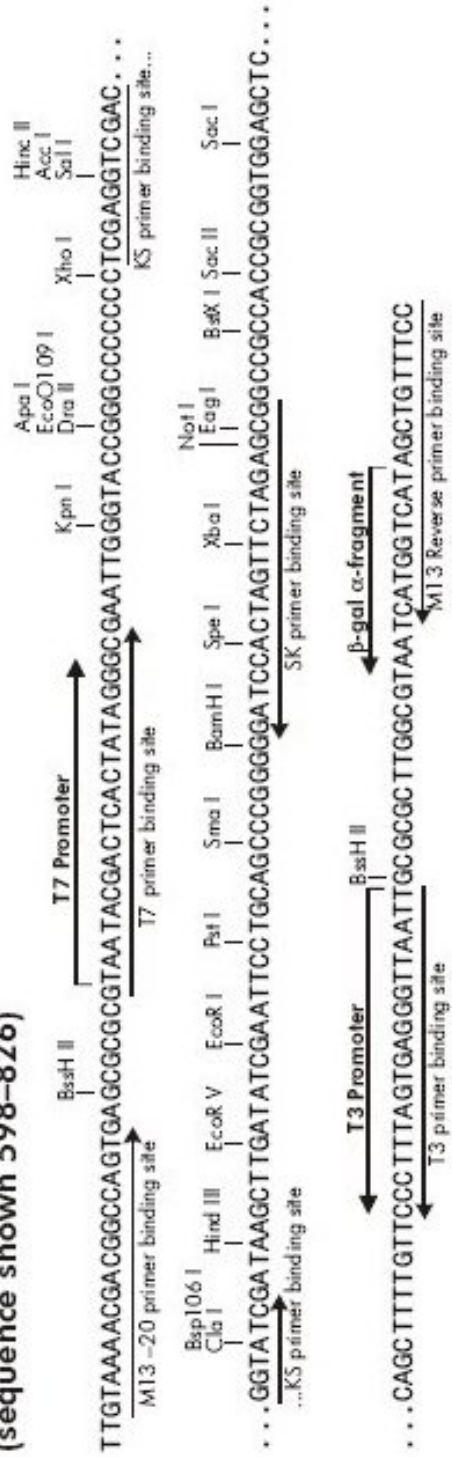 (sequence shown 598–826)
Apa I Hinc II
EcoO109 I Acc I
BssH II T7 Promoter Kpn I Dra II Xho I Sal I
TTGTAAAACGACGGCCAGTGAGCGCGCGTAATACGACTCACTATAGGGCGAATTGGGTACCGGGCCCCCCCTCGAGGTCGAC...
M13 –20 primer binding site T7 primer binding site KS primer binding site...
Bsp106 I Not I
Cla I Hind III EcoR V EcoR I Pst I Sma I BamH I Spe I Xba I Eag I BstX I Sac II Sac I
...GGTATCGATAAGCTTGATATCGAATTCCTGCAGCCCGGGGGATCCACTAGTTCTAGAGCGGCCGCCACCGCGGTGGAGCTC...
...KS primer binding site SK primer binding site
T3 Promoter BssH II β-gal α-fragment
...CAGCTTTTGTTCCCTTTAGTGAGGGTTAATTGCGCGCTTGGCGTAATCATGGTCATAGCTGTTTCC
T3 primer binding site M13 Reverse primer binding site